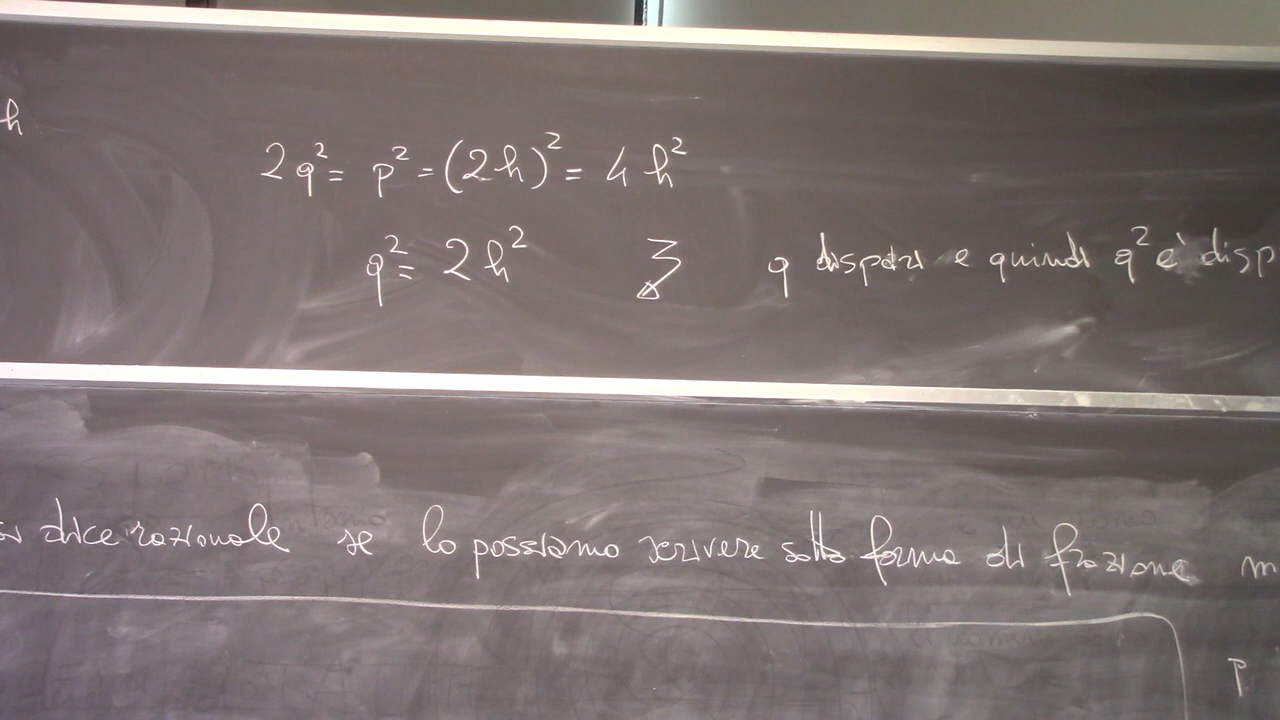 h
2q² = p² = (2h)² = 4h²
q² = 2h² q dispari e quindi q² è disp
si dice razionale se lo possiamo scrivere sotto forma di frazione m
p